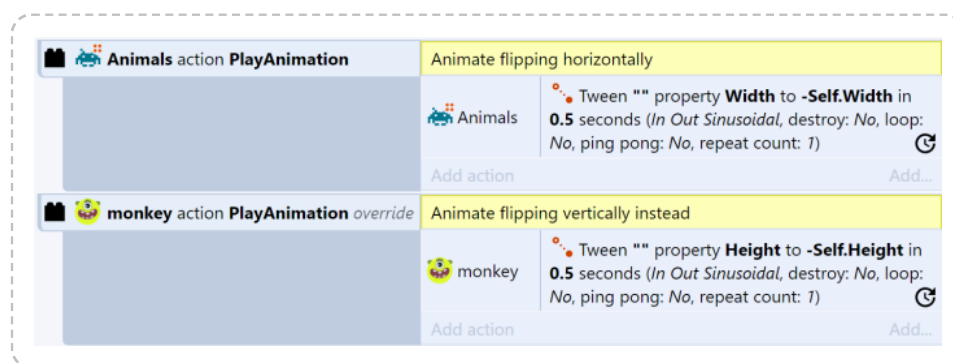 Animals action PlayAnimation
Animate flipping horizontally
Animals
Tween "" property Width to -Self.Width in
0.5 seconds (In Out Sinusoidal, destroy: No, loop:
No, ping pong: No, repeat count: 1)
Add action
Add...
monkey action PlayAnimation override
Animate flipping vertically instead
monkey
Tween "" property Height to -Self.Height in
0.5 seconds (In Out Sinusoidal, destroy: No, loop:
No, ping pong: No, repeat count: 1)
Add action
Add...